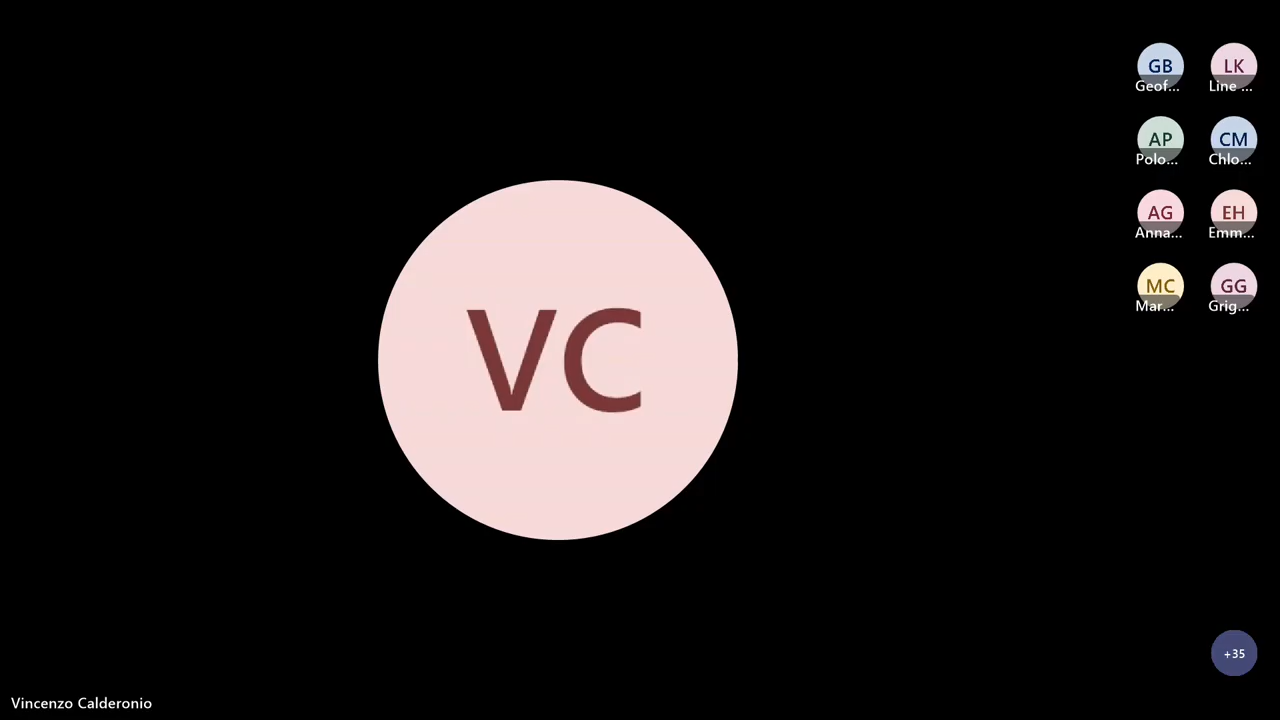 GB LK
Geof... Line ...
AP CM
Polo... Chlo...
AG EH
Anna... Emm...
MC GG
Mar... Grig...
VC
+35
Vincenzo Calderonio